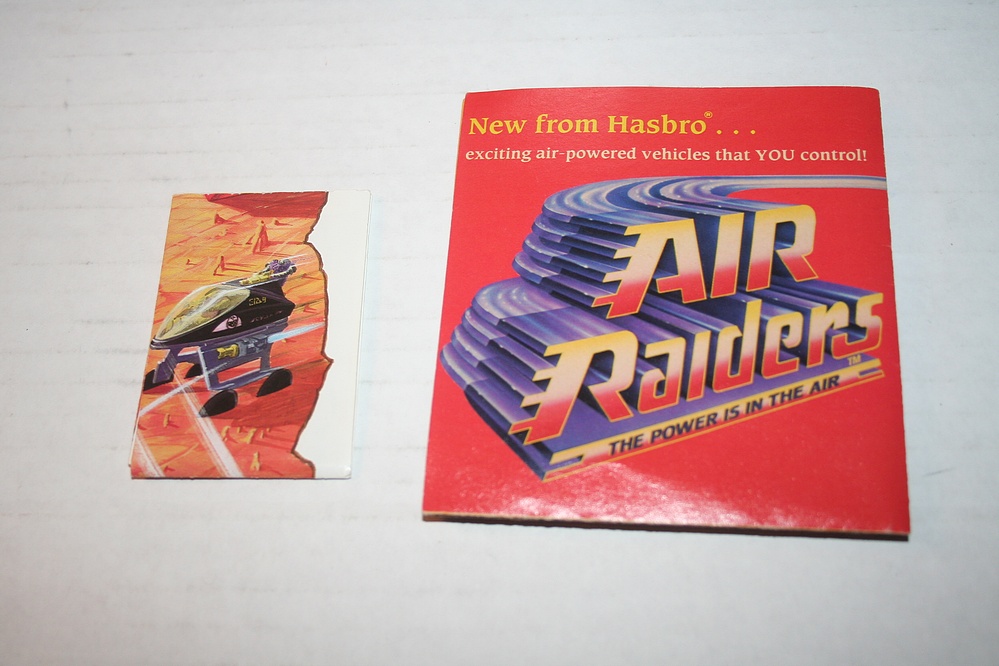 New from Hasbro®...
exciting air-powered vehicles that YOU control!
AIR
Raiders™
THE POWER IS IN THE AIR